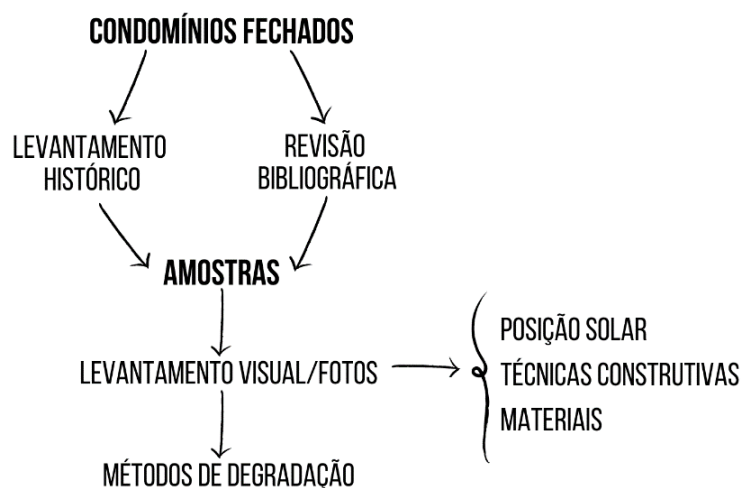 CONDOMÍNIOS FECHADOS
LEVANTAMENTO
HISTÓRICO
REVISÃO
BIBLIOGRÁFICA
AMOSTRAS
LEVANTAMENTO VISUAL/FOTOS
POSIÇÃO SOLAR
TÉCNICAS CONSTRUTIVAS
MATERIAIS
MÉTODOS DE DEGRADAÇÃO